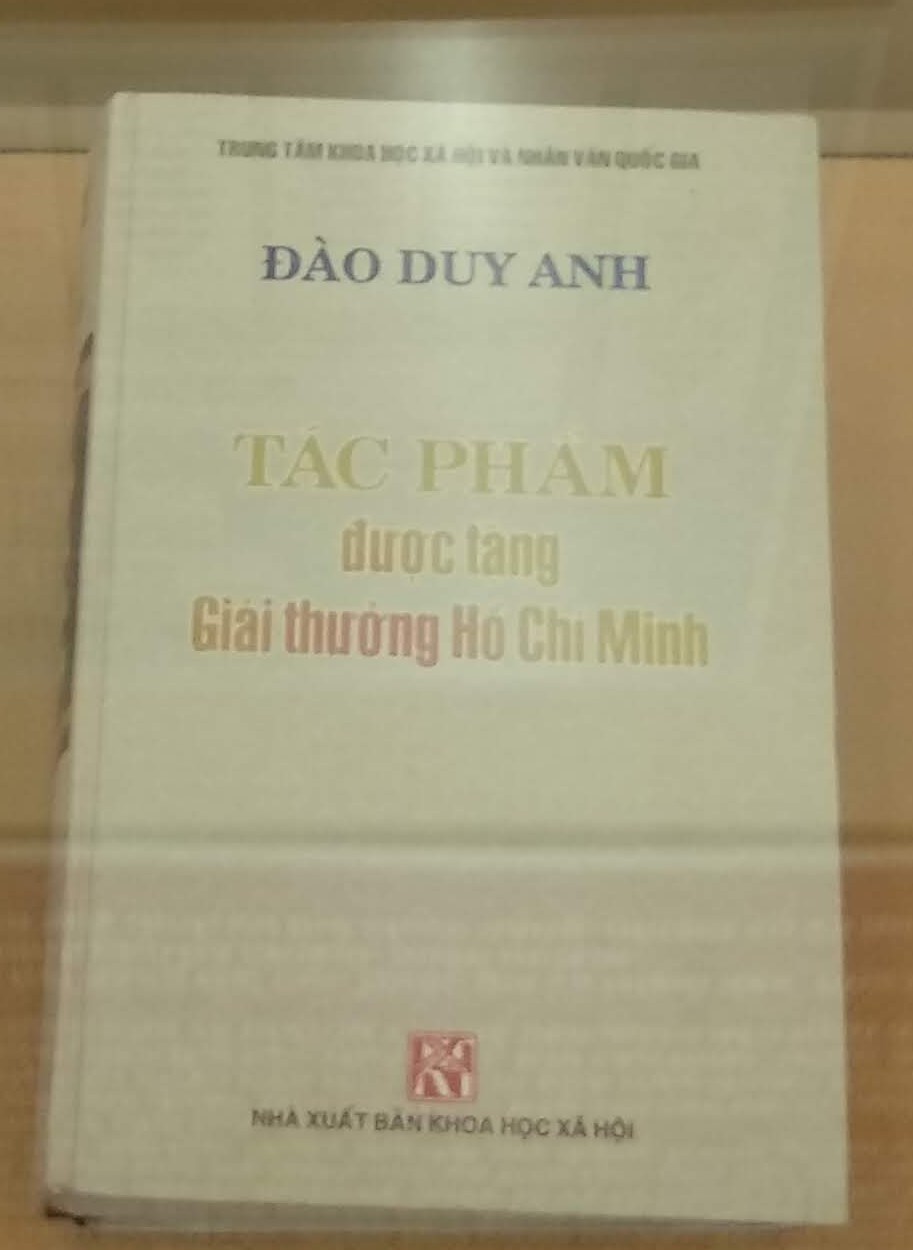 TRUNG TÂM KHOA HỌC XÃ HỘI VÀ NHÂN VĂN QUỐC GIA
ĐÀO DUY ANH
TÁC PHẨM
được tặng
Giải thưởng Hồ Chí Minh
NHÀ XUẤT BẢN KHOA HỌC XÃ HỘI